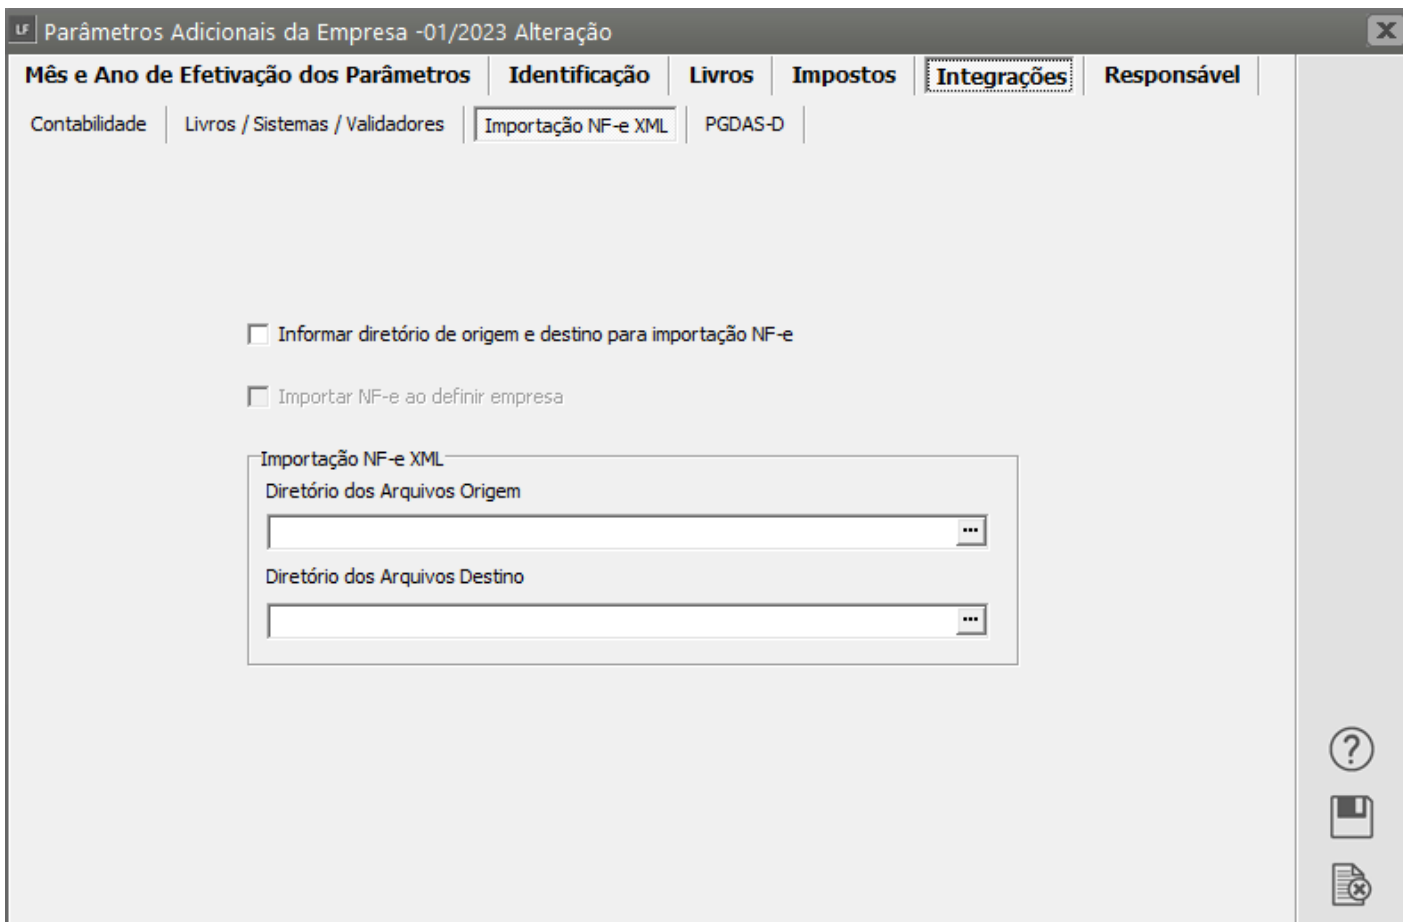 LF Parâmetros Adicionais da Empresa -01/2023 Alteração
Mês e Ano de Efetivação dos Parâmetros Identificação Livros Impostos Integrações Responsável
Contabilidade Livros / Sistemas / Validadores Importação NF-e XML PGDAS-D
Informar diretório de origem e destino para importação NF-e
Importar NF-e ao definir empresa
Importação NF-e XML
Diretório dos Arquivos Origem
...
Diretório dos Arquivos Destino
...